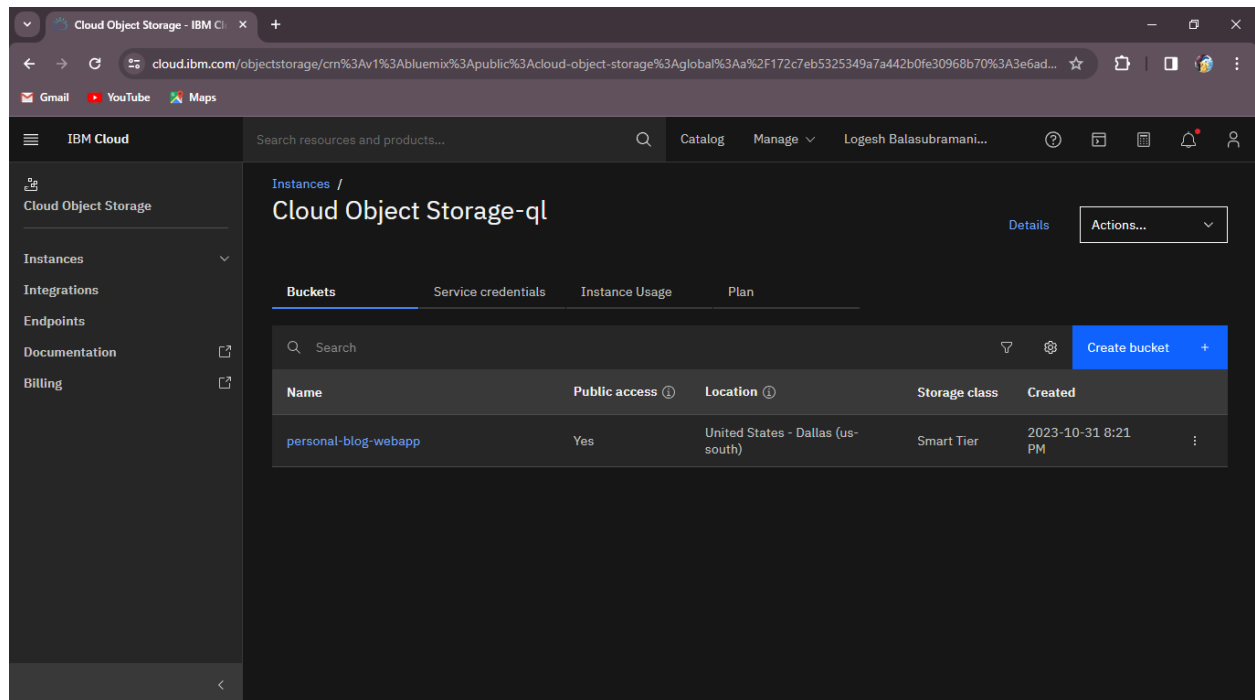 Cloud Object Storage - IBM Cl
cloud.ibm.com/objectstorage/crn%3Av1%3Abluemix%3Apublic%3Acloud-object-storage%3Aglobal%3Aa%2F172c7eb5325349a7a442b0fe30968b70%3A3e6ad...
Gmail YouTube Maps
IBM Cloud Search resources and products... Catalog Manage Logesh Balasubramani...
Cloud Object Storage
Instances
Integrations
Endpoints
Documentation
Billing
Instances /
Cloud Object Storage-ql
Details Actions...
Buckets Service credentials Instance Usage Plan
Search Create bucket +
Name Public access Location Storage class Created
personal-blog-webapp Yes United States - Dallas (us-south) Smart Tier 2023-10-31 8:21 PM